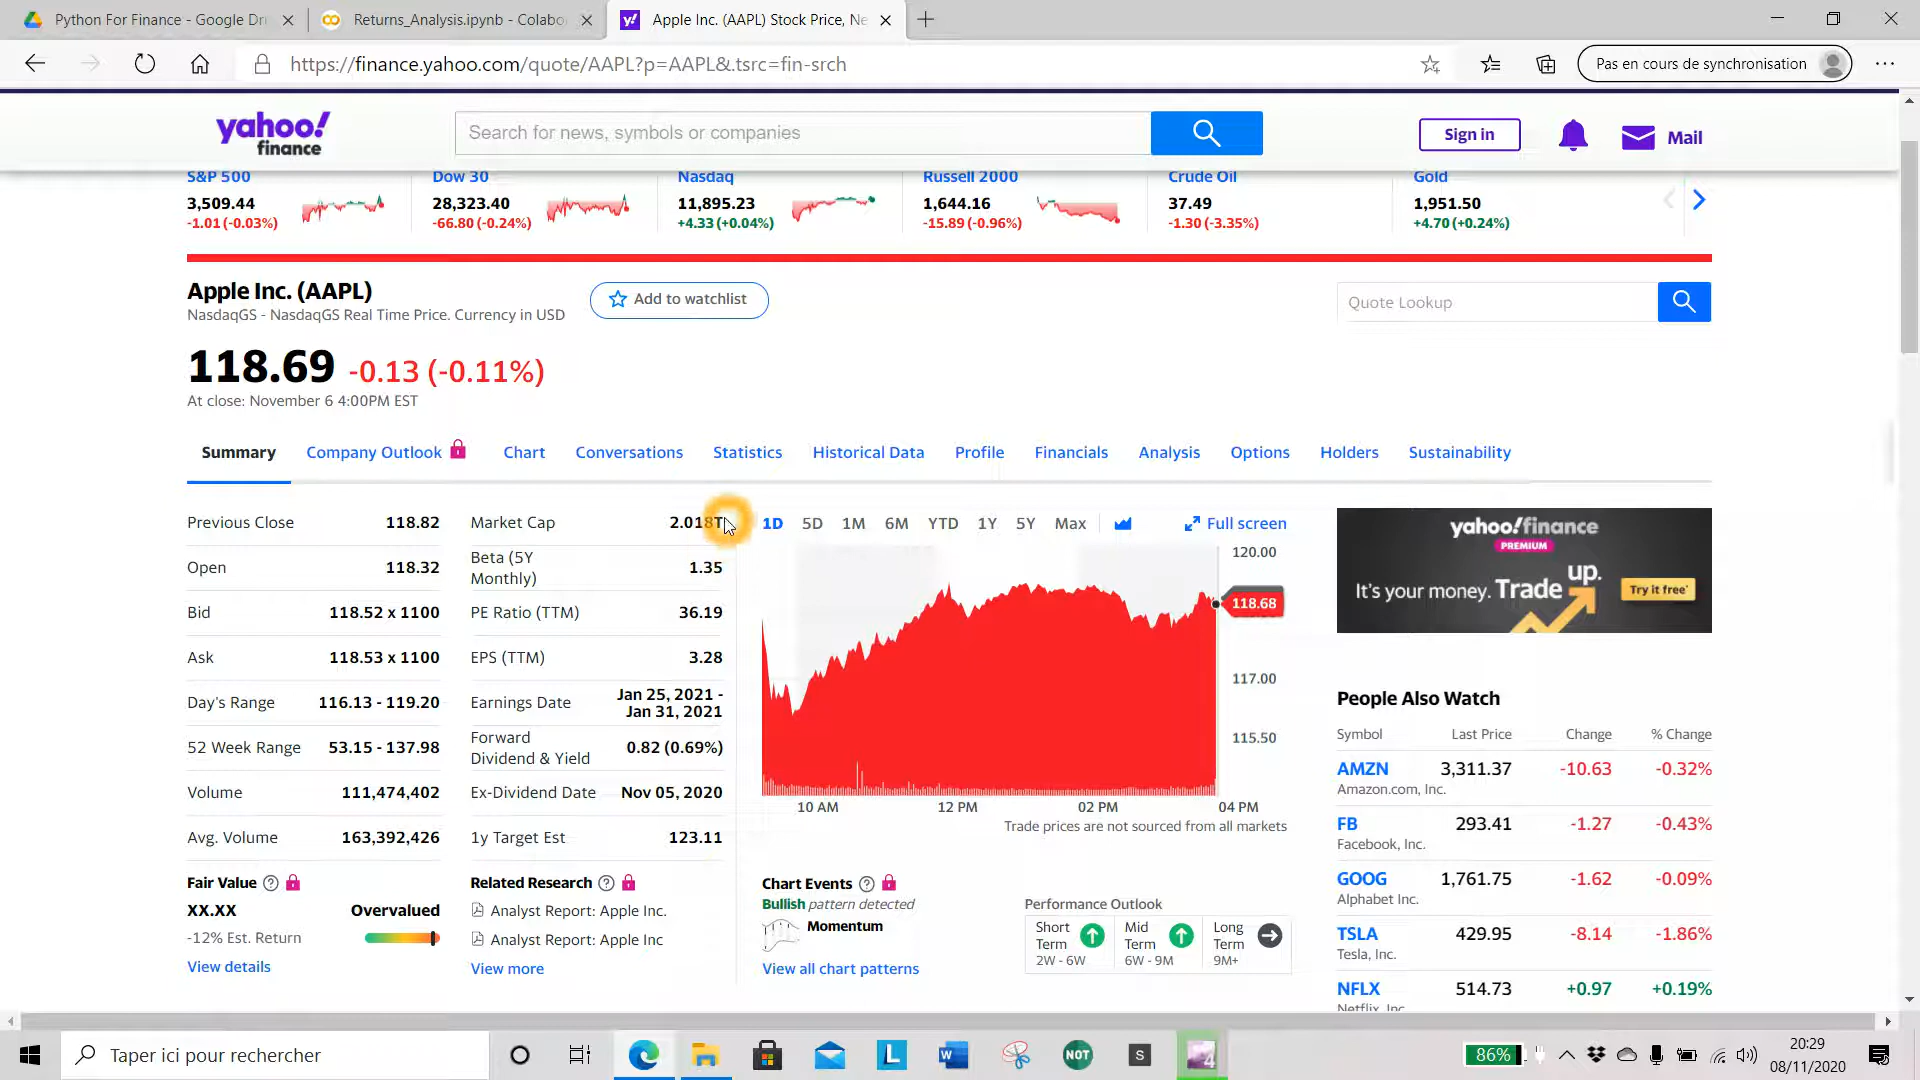 Python For Finance - Google Dri
Returns_Analysis.ipynb - Colabo
Apple Inc. (AAPL) Stock Price, Ne
https://finance.yahoo.com/quote/AAPL?p=AAPL&.tsrc=fin-srch
Pas en cours de synchronisation
yahoo!
finance
Search for news, symbols or companies
Sign in
Mail
S&P 500
3,509.44
-1.01 (-0.03%)
Dow 30
28,323.40
-66.80 (-0.24%)
Nasdaq
11,895.23
+4.33 (+0.04%)
Russell 2000
1,644.16
-15.89 (-0.96%)
Crude Oil
37.49
-1.30 (-3.35%)
Gold
1,951.50
+4.70 (+0.24%)
Apple Inc. (AAPL)
NasdaqGS - NasdaqGS Real Time Price. Currency in USD
Add to watchlist
Quote Lookup
118.69 -0.13 (-0.11%)
At close: November 6 4:00PM EST
Summary
Company Outlook
Chart
Conversations
Statistics
Historical Data
Profile
Financials
Analysis
Options
Holders
Sustainability
Previous Close 118.82
Open 118.32
Bid 118.52 x 1100
Ask 118.53 x 1100
Day's Range 116.13 - 119.20
52 Week Range 53.15 - 137.98
Volume 111,474,402
Avg. Volume 163,392,426
Market Cap 2.018T
Beta (5Y
Monthly) 1.35
PE Ratio (TTM) 36.19
EPS (TTM) 3.28
Earnings Date Jan 25, 2021 -
Jan 31, 2021
Forward
Dividend & Yield 0.82 (0.69%)
Ex-Dividend Date Nov 05, 2020
1y Target Est 123.11
1D 5D 1M 6M YTD 1Y 5Y Max
Full screen
120.00
118.68
117.00
115.50
10 AM 12 PM 02 PM 04 PM
Trade prices are not sourced from all markets
Fair Value
XX.XX Overvalued
-12% Est. Return
View details
Related Research
Analyst Report: Apple Inc.
Analyst Report: Apple Inc
View more
Chart Events
Bullish pattern detected
Momentum
View all chart patterns
Performance Outlook
Short
Term
2W - 6W
Mid
Term
6W - 9M
Long
Term
9M+
yahoo!finance
PREMIUM
It's your money. Trade up.
Try it free*
People Also Watch
Symbol Last Price Change % Change
AMZN 3,311.37 -10.63 -0.32%
Amazon.com, Inc.
FB 293.41 -1.27 -0.43%
Facebook, Inc.
GOOG 1,761.75 -1.62 -0.09%
Alphabet Inc.
TSLA 429.95 -8.14 -1.86%
Tesla, Inc.
NFLX 514.73 +0.97 +0.19%
Netflix, Inc.
Taper ici pour rechercher
L
W
NOT
S
4
86%
20:29
08/11/2020